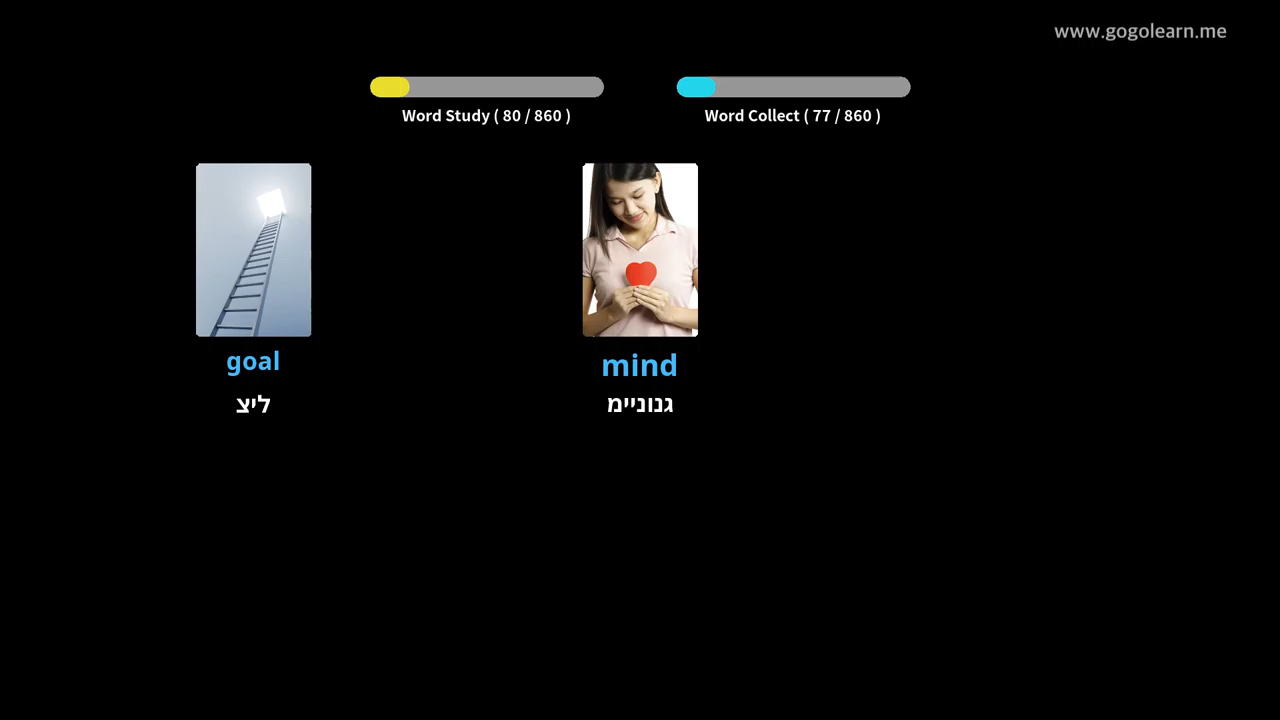 www.gogolearn.me
Word Study ( 80 / 860 )
Word Collect ( 77 / 860 )
goal
ליצ
mind
גנוניימ